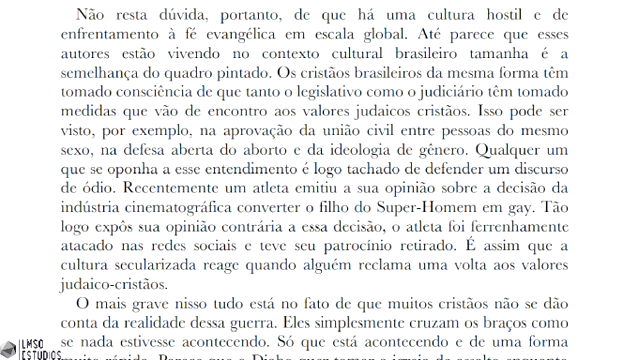 Não resta dúvida, portanto, de que há uma cultura hostil e de
enfrentamento à fé evangélica em escala global. Até parece que esses
autores estão vivendo no contexto cultural brasileiro tamanha é a
semelhança do quadro pintado. Os cristãos brasileiros da mesma forma têm
tomado consciência de que tanto o legislativo como o judiciário têm tomado
medidas que vão de encontro aos valores judaicos cristãos. Isso pode ser
visto, por exemplo, na aprovação da união civil entre pessoas do mesmo
sexo, na defesa aberta do aborto e da ideologia de gênero. Qualquer um
que se oponha a esse entendimento é logo tachado de defender um discurso
de ódio. Recentemente um atleta emitiu a sua opinião sobre a decisão da
indústria cinematográfica converter o filho do Super-Homem em gay. Tão
logo expôs sua opinião contrária a essa decisão, o atleta foi ferrenhamente
atacado nas redes sociais e teve seu patrocínio retirado. É assim que a
cultura secularizada reage quando alguém reclama uma volta aos valores
judaico-cristãos.
O mais grave nisso tudo está no fato de que muitos cristãos não se dão
conta da realidade dessa guerra. Eles simplesmente cruzam os braços como
se nada estivesse acontecendo. Só que está acontecendo e de uma forma
LMSO
ESTUDIOS